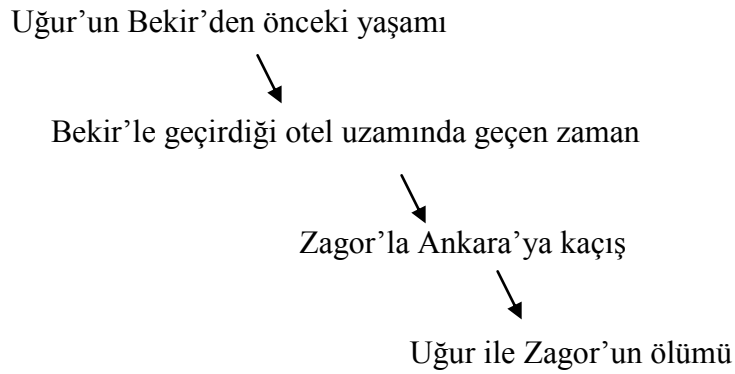 Uğur’un Bekir’den önceki yaşamı
Bekir’le geçirdiği otel uzamında geçen zaman
Zagor’la Ankara’ya kaçış
Uğur ile Zagor’un ölümü